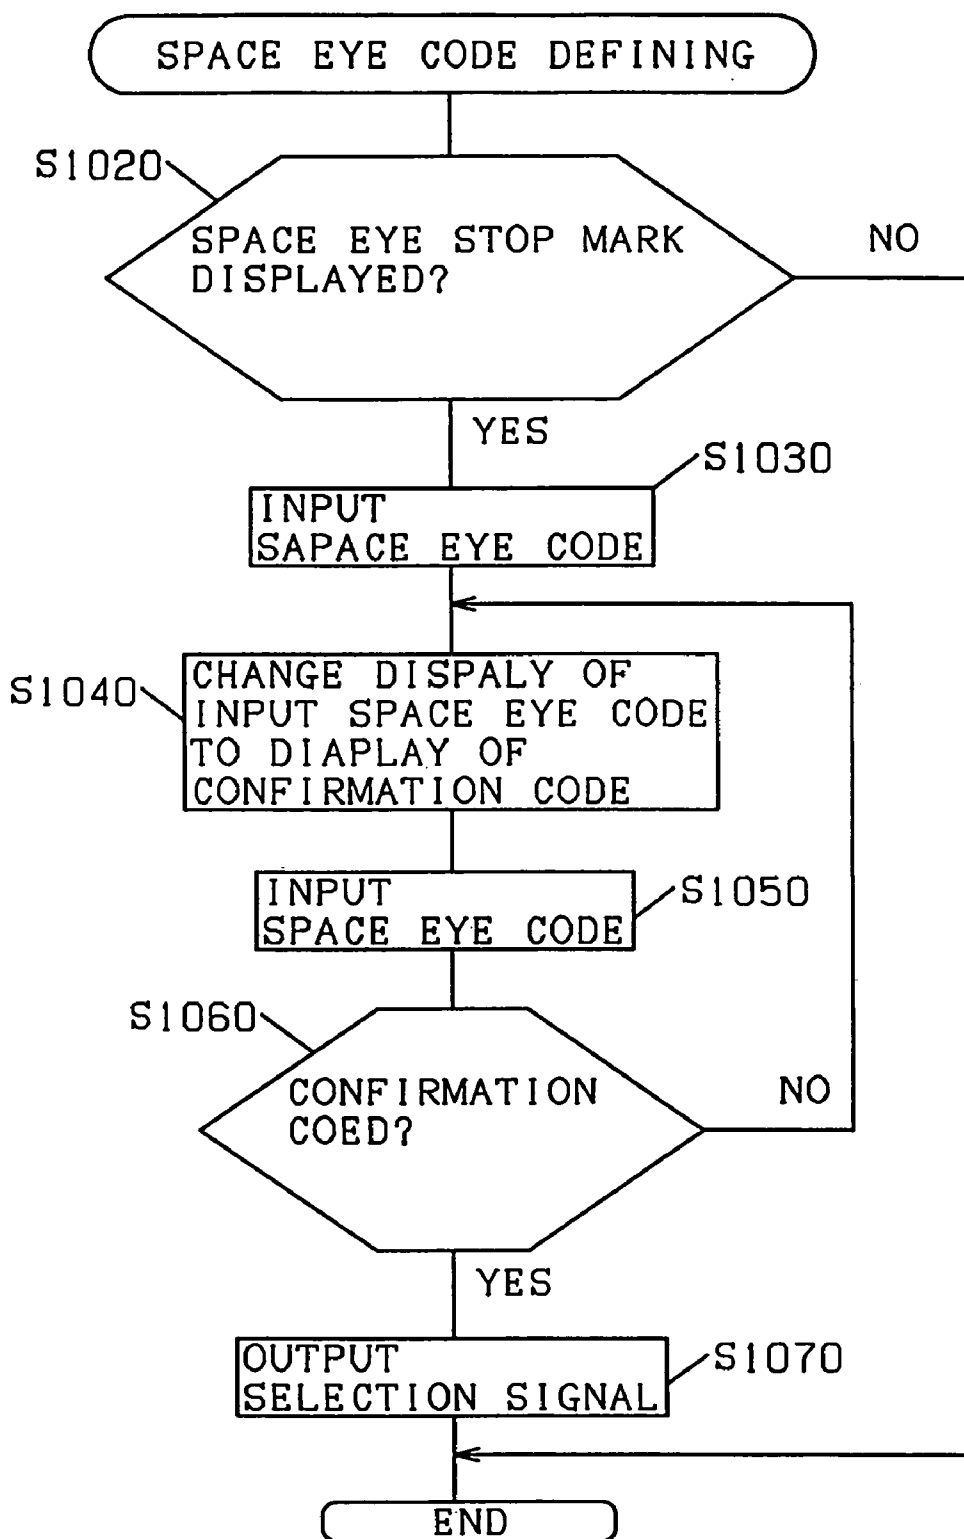 SPACE EYE CODE DEFINING
S1020
SPACE EYE STOP MARK
DISPLAYED?
NO
YES
S1030
INPUT
SAPACE EYE CODE
S1040
CHANGE DISPALY OF
INPUT SPACE EYE CODE
TO DIAPLAY OF
CONFIRMATION CODE
INPUT
SPACE EYE CODE
S1050
S1060
CONFIRMATION
COED?
NO
YES
OUTPUT
SELECTION SIGNAL
S1070
END